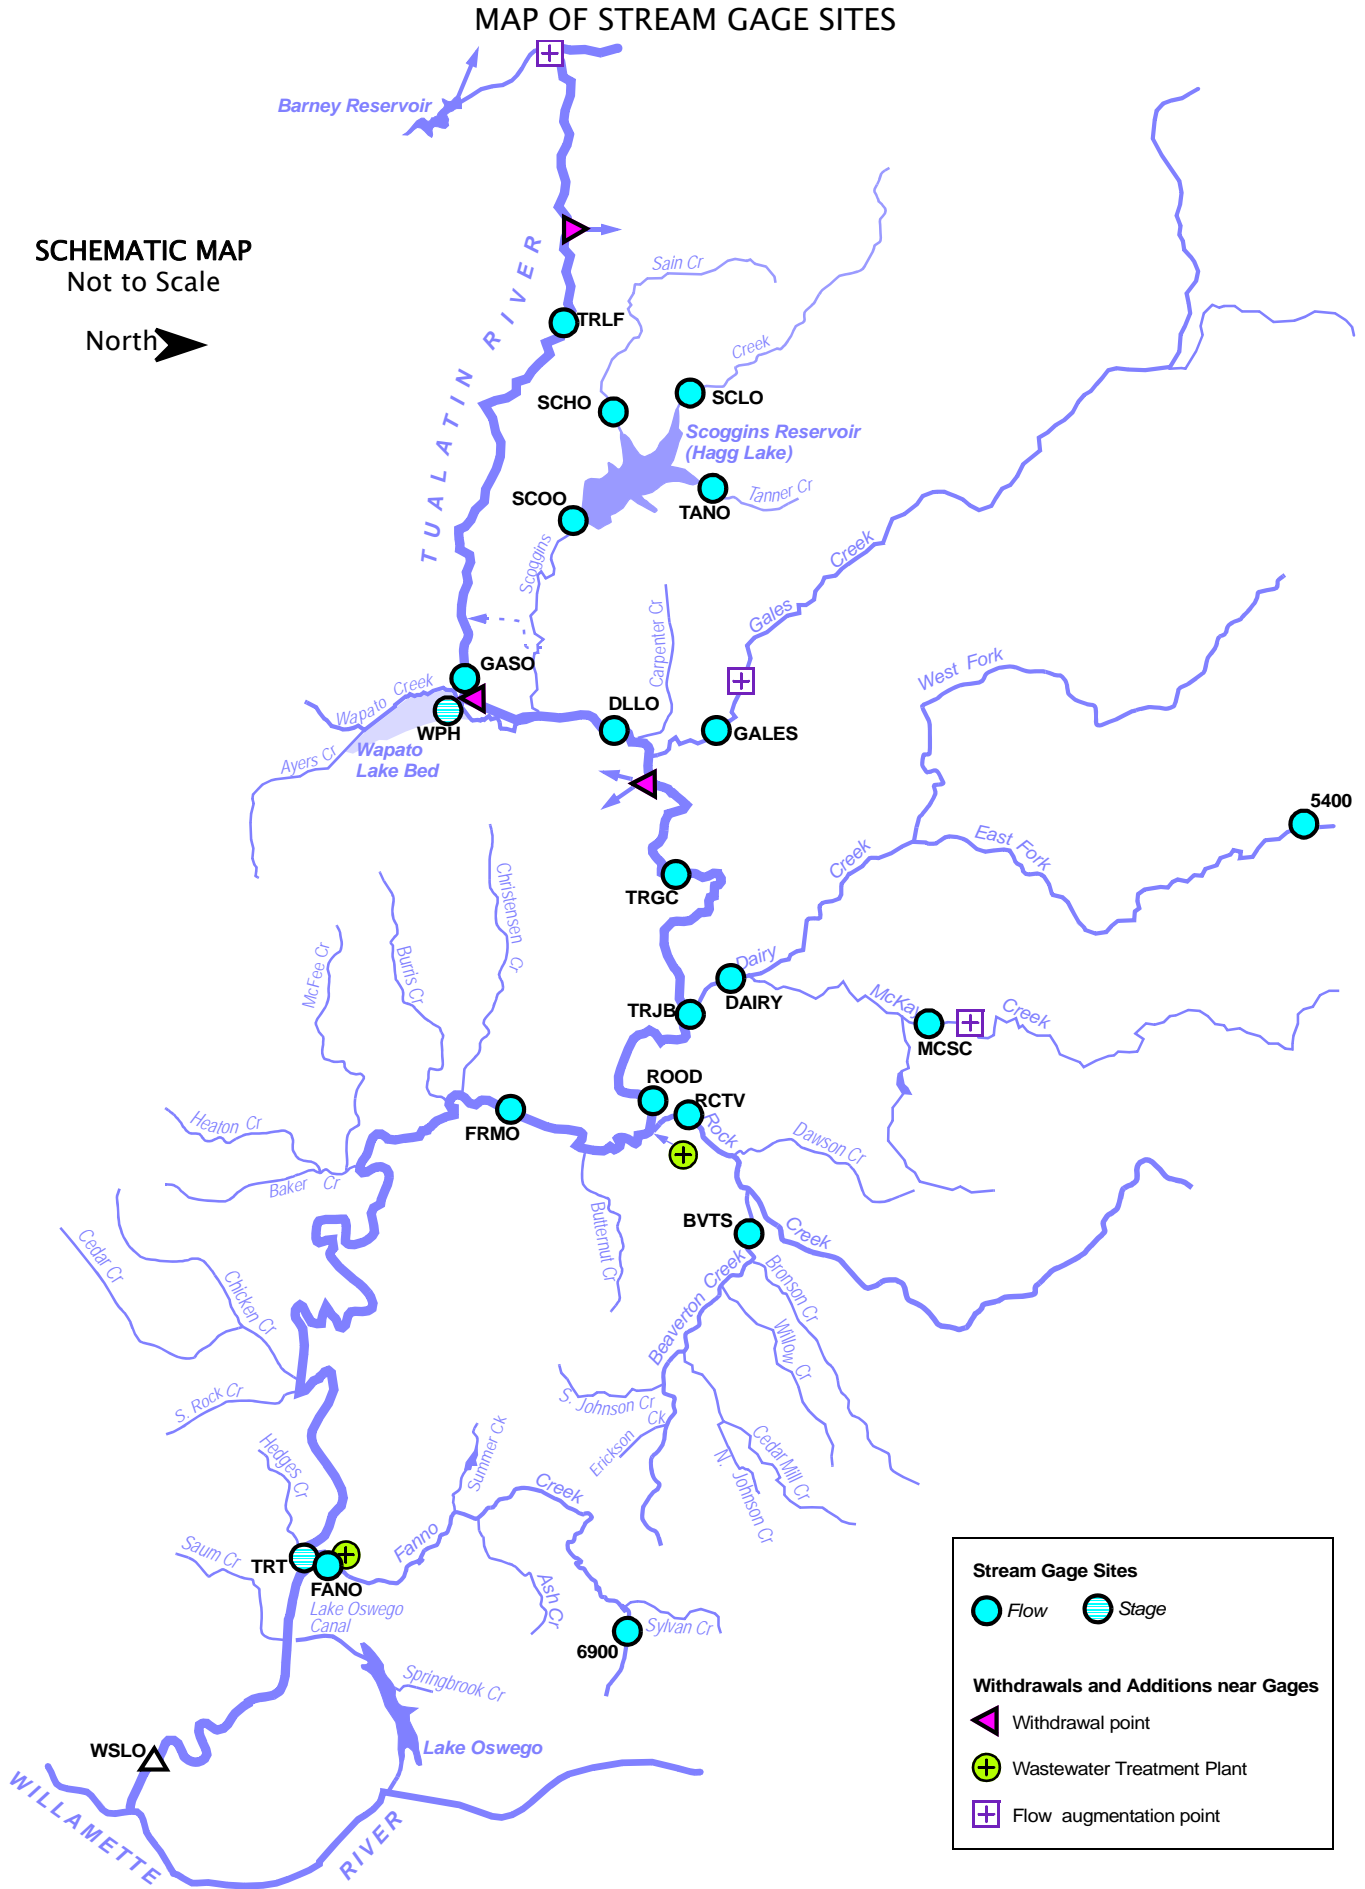 MAP OF STREAM GAGE SITES
Barney Reservoir
SCHEMATIC MAP
Not to Scale
North
TUALATIN RIVER
TRLF
Sain Cr
Creek
SCHO
SCLO
Scoggins Reservoir
(Hagg Lake)
SCOO
TANO
Tanner Cr
Scoggins
Creek
Gales
Carpenter Cr
GASO
Wapato Creek
WPH
DLLO
GALES
West Fork
Ayers Cr
Wapato
Lake Bed
5400
East Fork
Creek
Christensen Cr
TRGC
Burris Cr
McFee Cr
Dairy
DAIRY
TRJB
McKay
Creek
MCSC
ROOD
RCTV
FRMO
Rock
Heaton Cr
Dawson Cr
Baker Cr
Butternut Cr
BVTS
Creek
Cedar Cr
Chicken Cr
Beaverton Creek
Bronson Cr
Willow Cr
S. Rock Cr
S. Johnson Cr
Erickson Ck
Hedges Cr
Summer Ck
Cedar Mill Cr
N. Johnson Cr
Creek
Fanno
Saum Cr
TRT
FANO
Lake Oswego
Canal
Ash Cr
6900
Sylvan Cr
Springbrook Cr
WSLO
Lake Oswego
WILLAMETTE
RIVER
Stream Gage Sites
Flow
Stage
Withdrawals and Additions near Gages
Withdrawal point
Wastewater Treatment Plant
Flow augmentation point